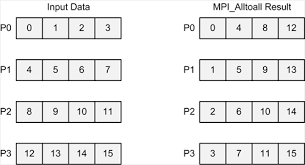 Input Data MPI_Alltoall Result
P0 0 1 2 3 P0 0 4 8 12
P1 4 5 6 7 P1 1 5 9 13
P2 8 9 10 11 P2 2 6 10 14
P3 12 13 14 15 P3 3 7 11 15